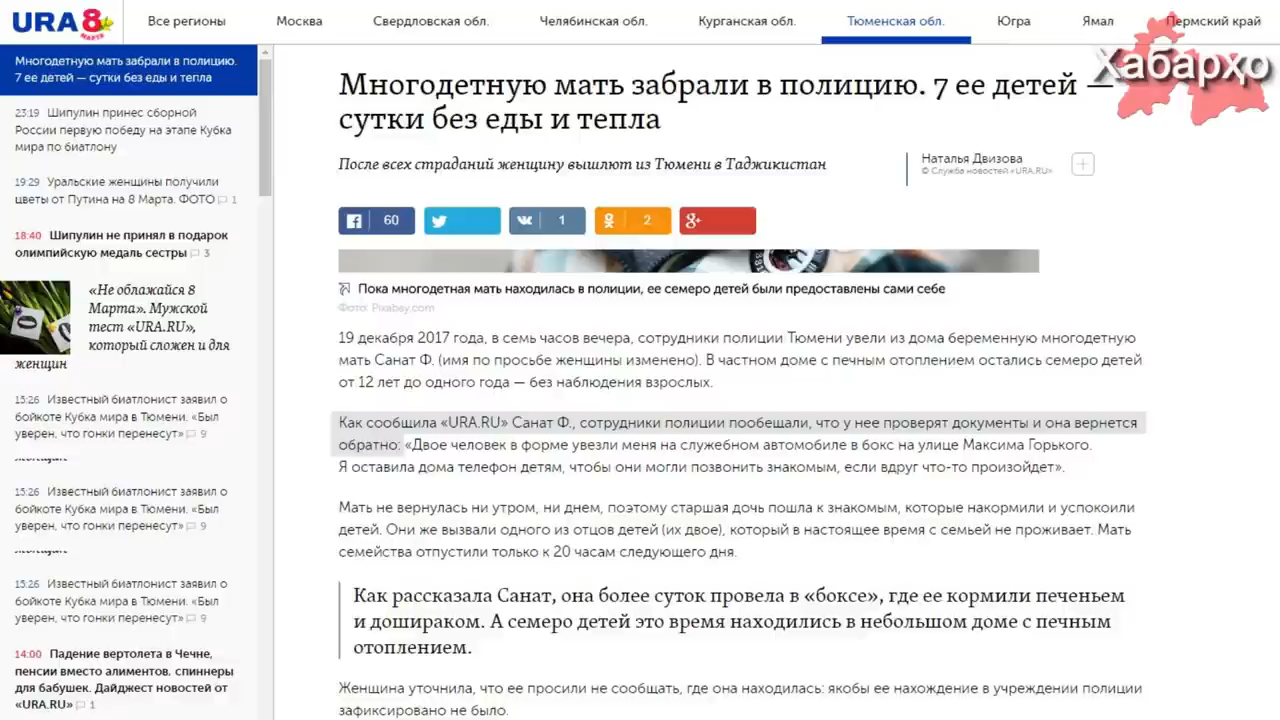 URA 8 МАРТА
Все регионы
Москва
Свердловская обл.
Челябинская обл.
Курганская обл.
Тюменская обл.
Югра
Ямал
Пермский край
Хабарҳо
Многодетную мать забрали в полицию.
7 ее детей — сутки без еды и тепла
23:19 Шипулин принес сборной
России первую победу на этапе Кубка
мира по биатлону
19:29 Уральские женщины получили
цветы от Путина на 8 Марта. ФОТО 1
18:40 Шипулин не принял в подарок
олимпийскую медаль сестры 3
«Не облажайся 8
Марта». Мужской
тест «URA.RU»,
который сложен и для
женщин
15:26 Известный биатлонист заявил о
бойкоте Кубка мира в Тюмени. «Был
уверен, что гонки перенесут» 9
женщин
15:26 Известный биатлонист заявил о
бойкоте Кубка мира в Тюмени. «Был
уверен, что гонки перенесут» 9
женщин
15:26 Известный биатлонист заявил о
бойкоте Кубка мира в Тюмени. «Был
уверен, что гонки перенесут» 9
14:00 Падение вертолета в Чечне,
пенсии вместо алиментов, спиннеры
для бабушек. Дайджест новостей от
«URA.RU» 1
Многодетную мать забрали в полицию. 7 ее детей —
сутки без еды и тепла
После всех страданий женщину вышлют из Тюмени в Таджикистан
Наталья Двизова
© Служба новостей «URA.RU»
60
1
2
Пока многодетная мать находилась в полиции, ее семеро детей были предоставлены сами себе
Фото: Pixabay.com
19 декабря 2017 года, в семь часов вечера, сотрудники полиции Тюмени увели из дома беременную многодетную
мать Санат Ф. (имя по просьбе женщины изменено). В частном доме с печным отоплением остались семеро детей
от 12 лет до одного года — без наблюдения взрослых.
Как сообщила «URA.RU» Санат Ф., сотрудники полиции пообещали, что у нее проверят документы и она вернется
обратно: «Двое человек в форме увезли меня на служебном автомобиле в бокс на улице Максима Горького.
Я оставила дома телефон детям, чтобы они могли позвонить знакомым, если вдруг что-то произойдет».
Мать не вернулась ни утром, ни днем, поэтому старшая дочь пошла к знакомым, которые накормили и успокоили
детей. Они же вызвали одного из отцов детей (их двое), который в настоящее время с семьей не проживает. Мать
семейства отпустили только к 20 часам следующего дня.
Как рассказала Санат, она более суток провела в «боксе», где ее кормили печеньем
и дошираком. А семеро детей это время находились в небольшом доме с печным
отоплением.
Женщина уточнила, что ее просили не сообщать, где она находилась: якобы ее нахождение в учреждении полиции
зафиксировано не было.